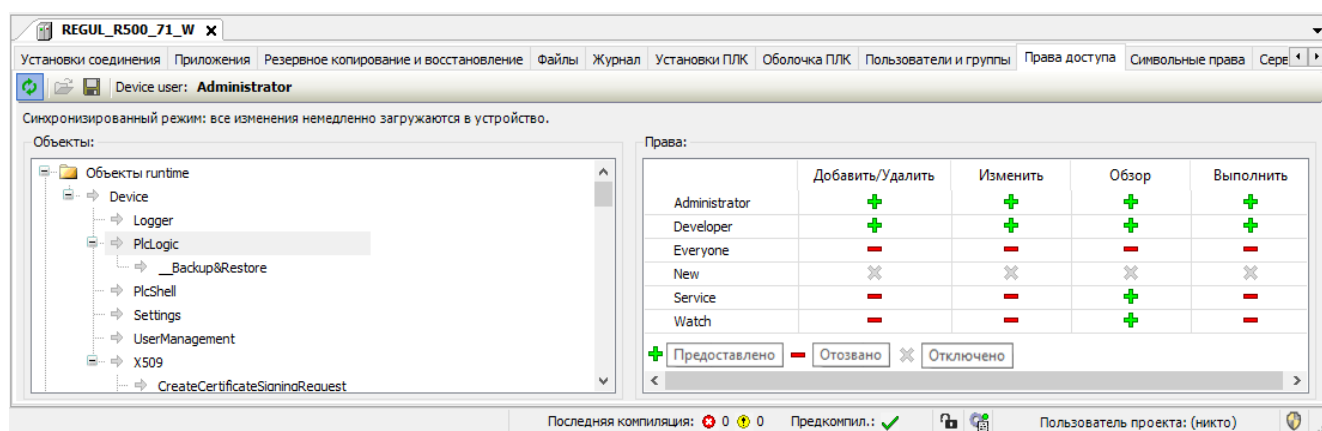 REGUL_R500_71_W
Установки соединения Приложения Резервное копирование и восстановление Файлы Журнал Установки ПЛК Оболочка ПЛК Пользователи и группы Права доступа Символьные права Серв
Device user: Administrator
Синхронизированный режим: все изменения немедленно загружаются в устройство.
Объекты:
Объекты runtime
Device
Logger
PlcLogic
__Backup&Restore
PlcShell
Settings
UserManagement
X509
CreateCertificateSigningRequest
Права:
Добавить/Удалить Изменить Обзор Выполнить
Administrator
Developer
Everyone
New
Service
Watch
Предоставлено Отозвано Отключено
Последняя компиляция: 0 0 Предкомпил.: Пользователь проекта: (никто)